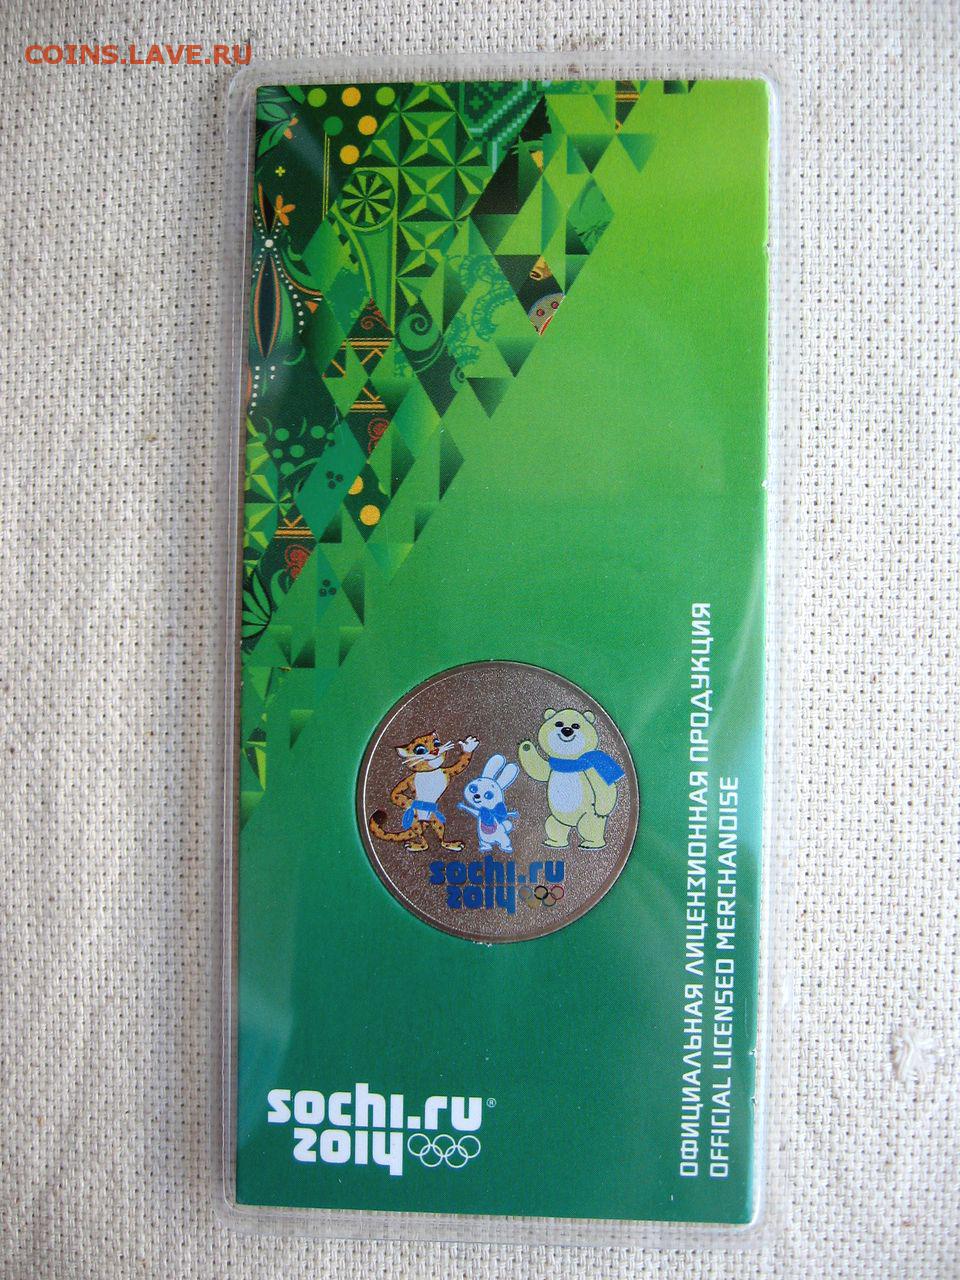 COINS.LAVE.RU
sochi.ru
2014
sochi.ru®
2014
ОФИЦИАЛЬНАЯ ЛИЦЕНЗИОННАЯ ПРОДУКЦИЯ
OFFICIAL LICENSED MERCHANDISE